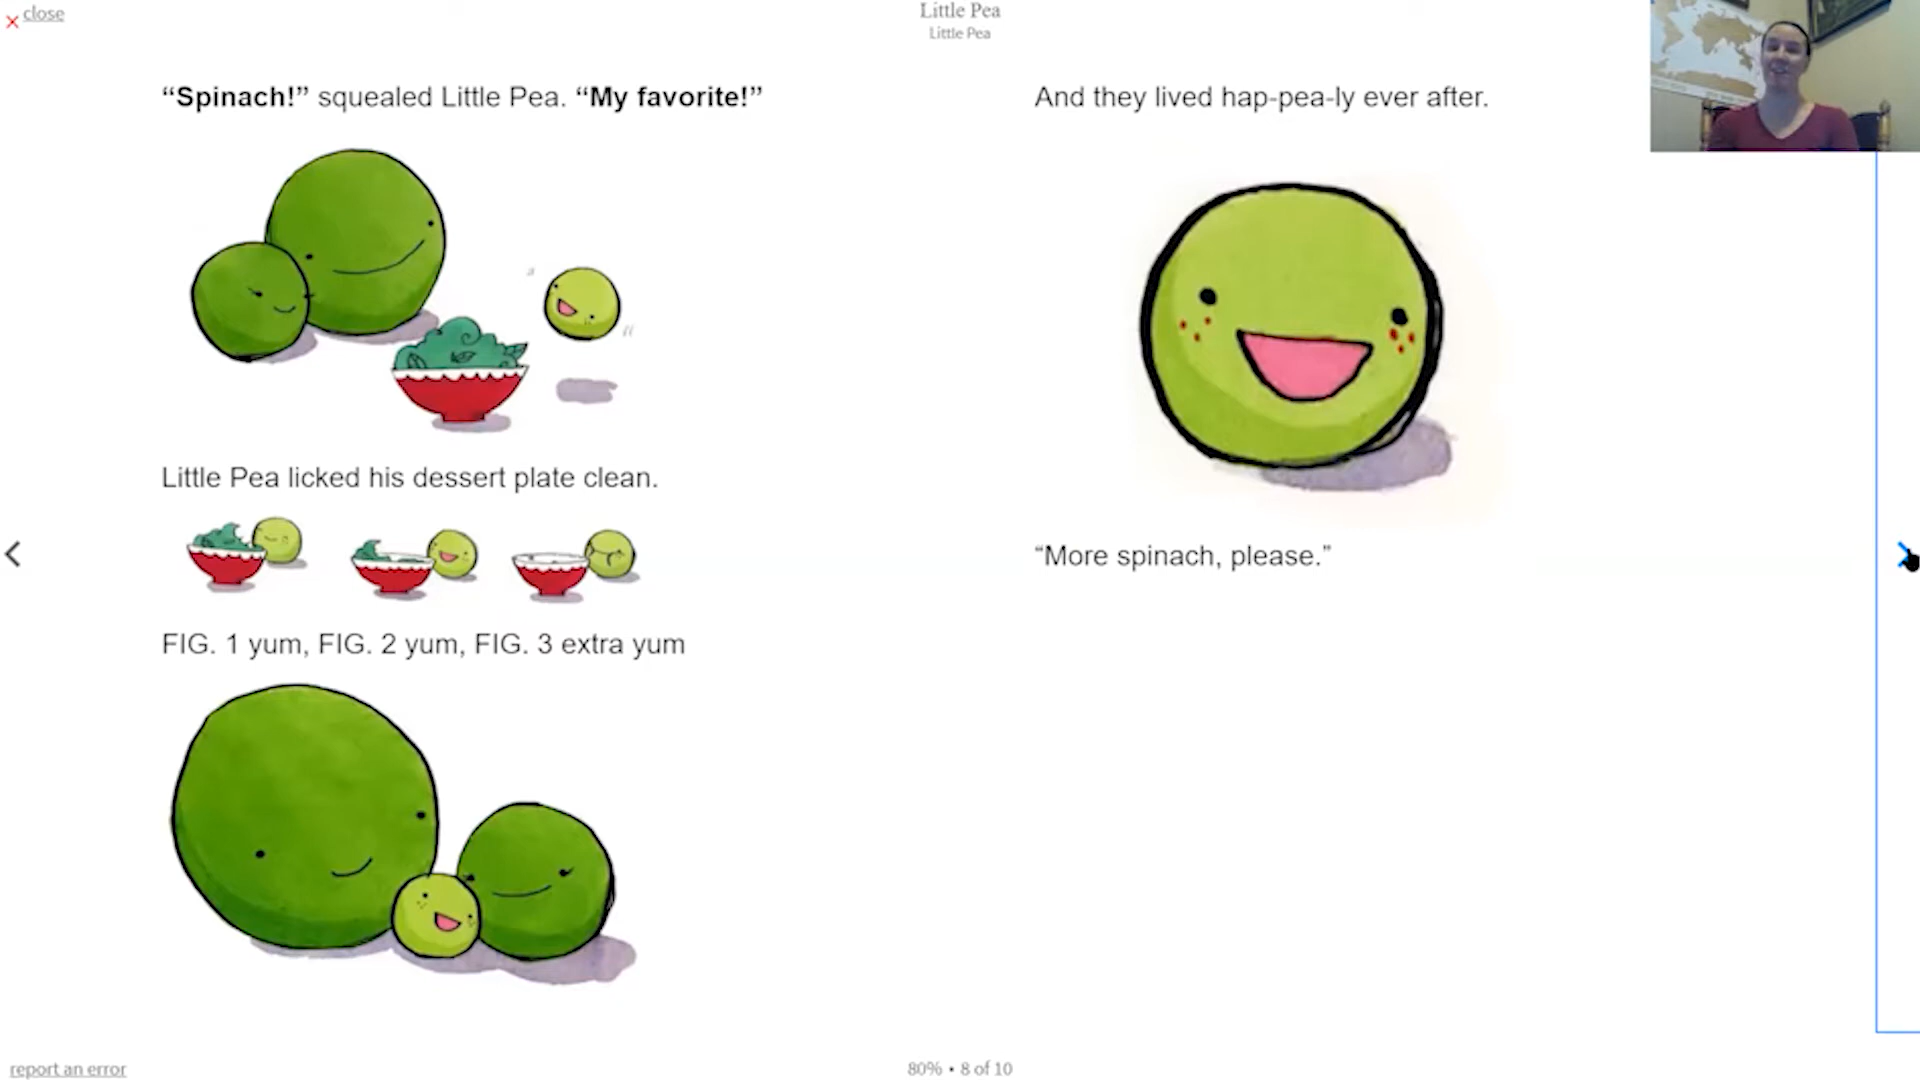 close
Little Pea
Little Pea
“Spinach!” squealed Little Pea. “My favorite!”
Little Pea licked his dessert plate clean.
FIG. 1 yum, FIG. 2 yum, FIG. 3 extra yum
And they lived hap-pea-ly ever after.
“More spinach, please.”
report an error
80% • 8 of 10